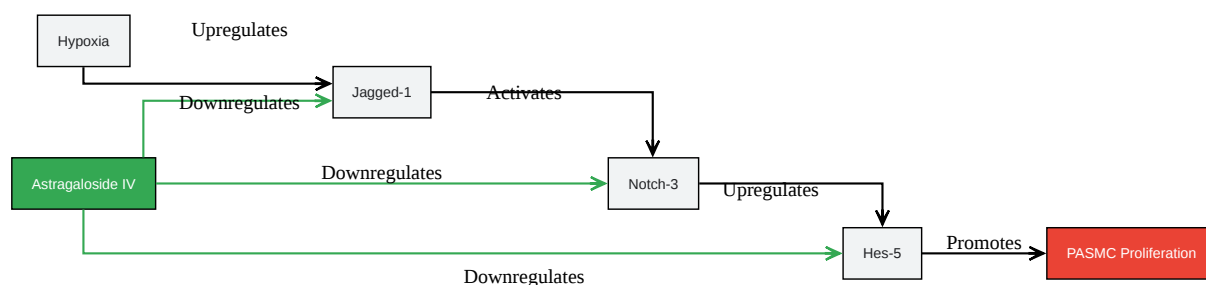 Hypoxia
Upregulates
Jagged-1
Activates
Downregulates
Astragaloside IV
Downregulates
Notch-3
Upregulates
Hes-5
Promotes
PASMC Proliferation
Downregulates